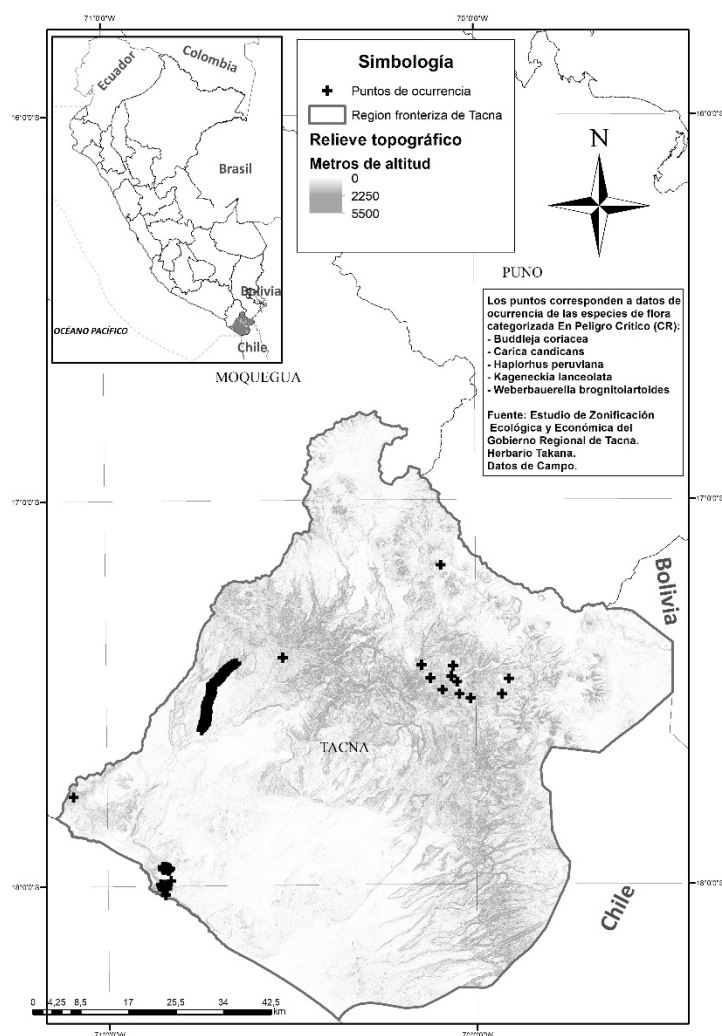 71°0'0"W
70°0'0"W
Colombia
Ecuador
Brasil
Bolivia
OCÉANO PACÍFICO
Chile
Simbología
Puntos de ocurrencia
Region fronteriza de Tacna
Relieve topográfico
Metros de altitud
0
2250
5500
N
16°0'0"S
16°0'0"S
PUNO
MOQUEGUA
Los puntos corresponden a datos de
ocurrencia de las especies de flora
categorizada En Peligro Critico (CR):
- Buddleja coriacea
- Carica candicans
- Haplorhus peruviana
- Kageneckia lanceolata
- Weberbauerella brognitolartoides
Fuente: Estudio de Zonificación
Ecológica y Económica del
Gobierno Regional de Tacna.
Herbario Takana.
Datos de Campo.
17°0'0"S
17°0'0"S
Bolivia
TACNA
18°0'0"S
18°0'0"S
Chile
0 4,25 8,5 17 25,5 34 42,5
km
71°0'0"W
70°0'0"W